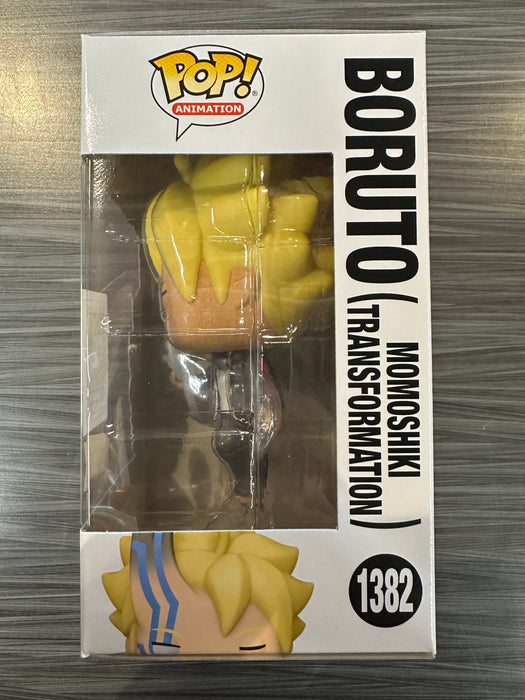 POP!®
ANIMATION
BORUTO (MOMOSHIKI
TRANSFORMATION)
1382